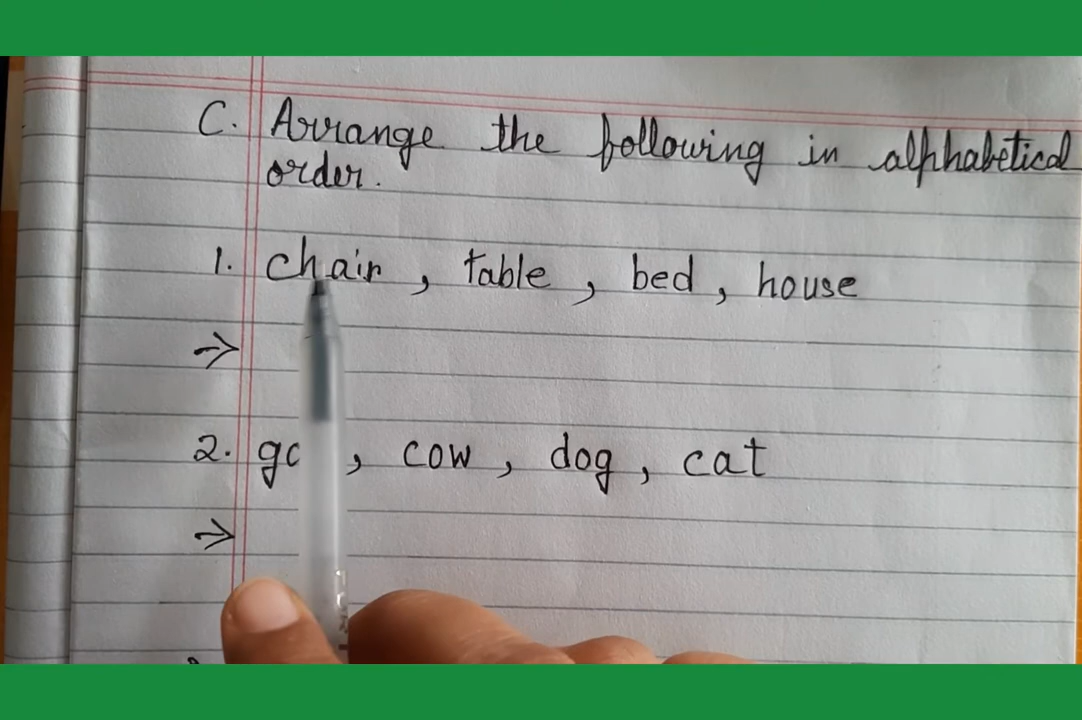 C. Arrange the following in alphabetical
order.
1. chair, table, bed, house
→
2. , cow, dog, cat
→